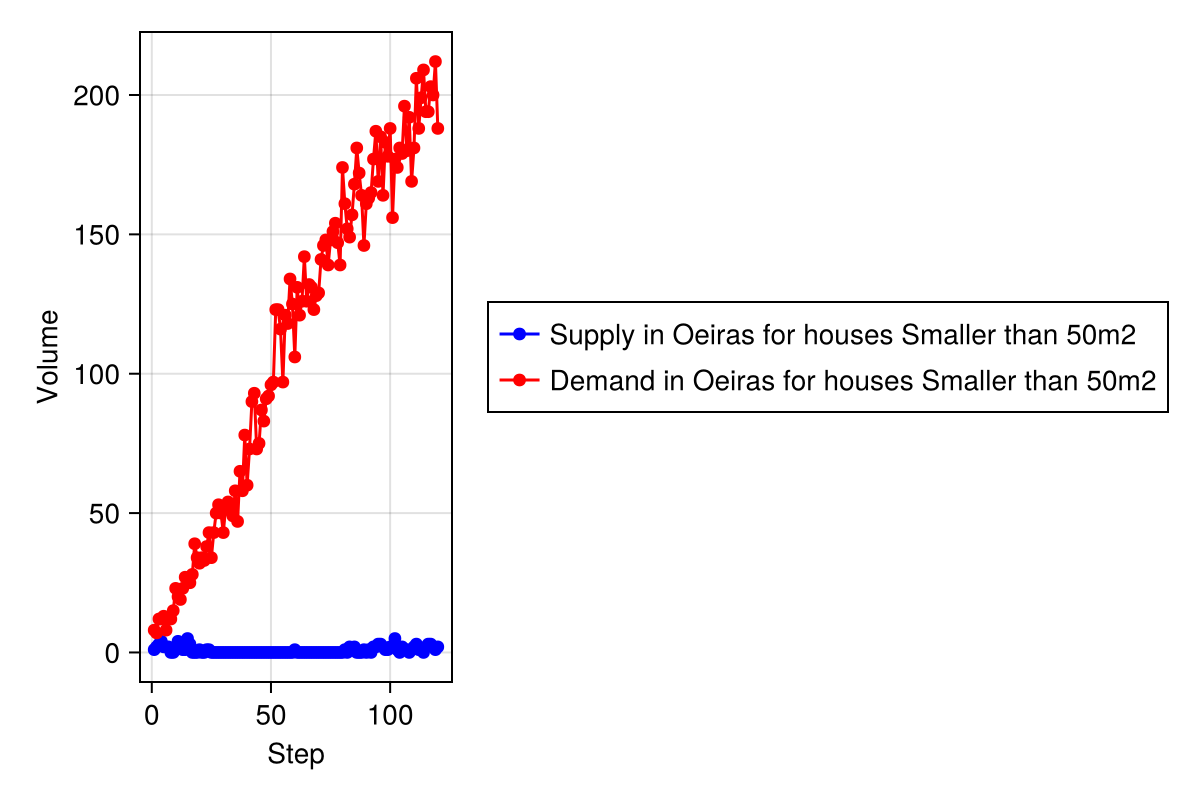 200
150
100
50
0
Volume
0 50 100
Step
Supply in Oeiras for houses Smaller than 50m2
Demand in Oeiras for houses Smaller than 50m2